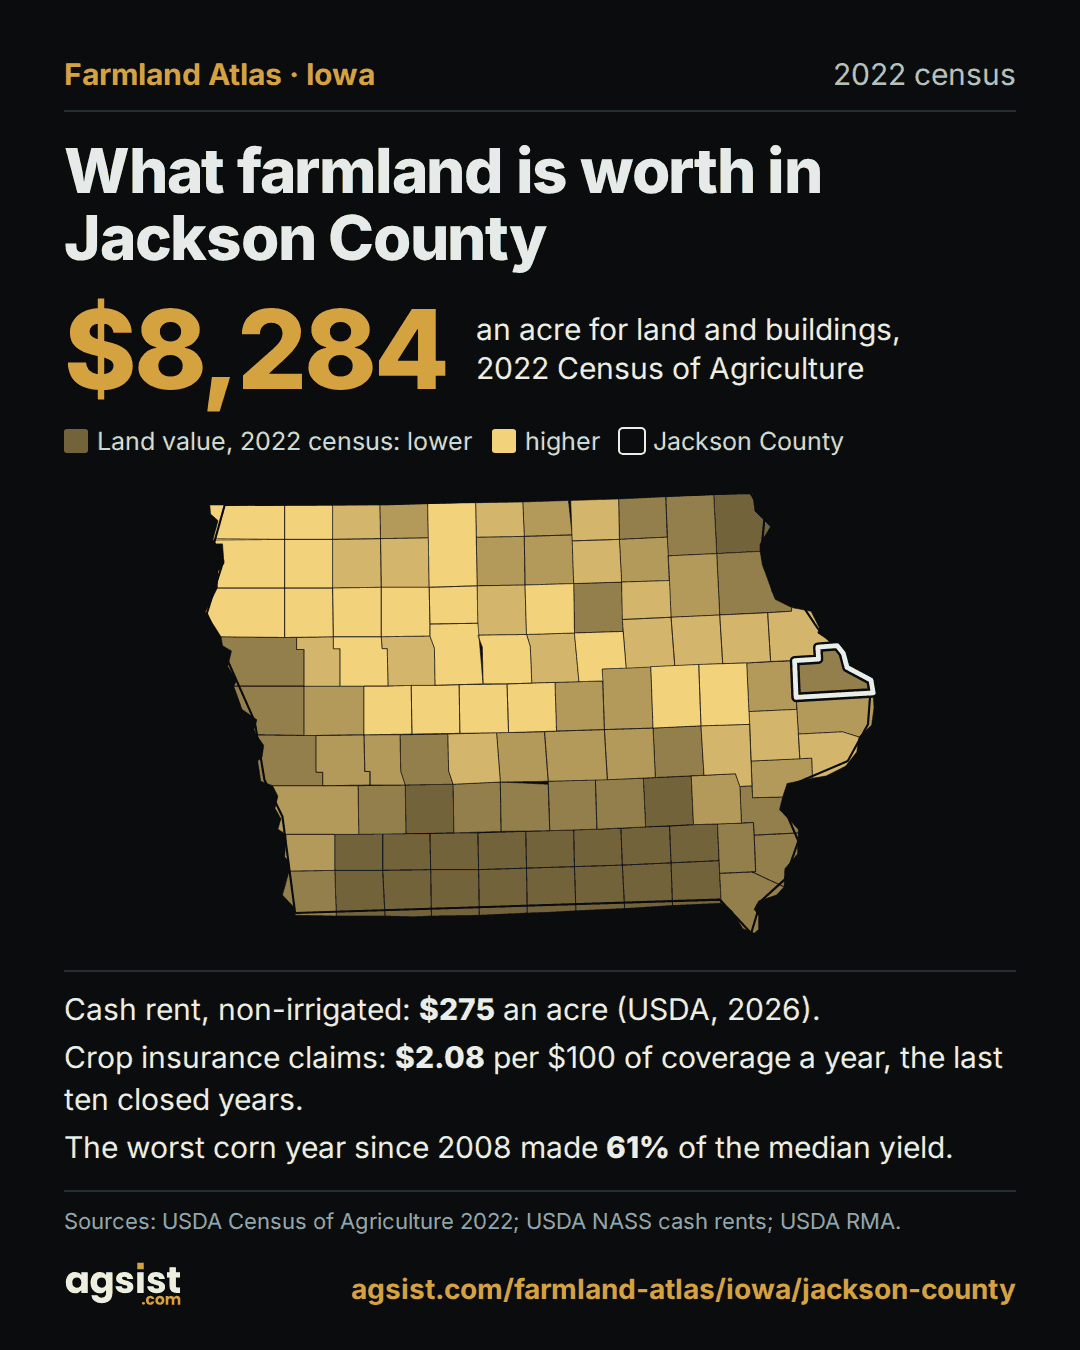 Farmland Atlas · Iowa
2022 census
What farmland is worth in
Jackson County
$8,284
an acre for land and buildings,
2022 Census of Agriculture
Land value, 2022 census: lower
higher
Jackson County
Cash rent, non-irrigated: $275 an acre (USDA, 2026).
Crop insurance claims: $2.08 per $100 of coverage a year, the last
ten closed years.
The worst corn year since 2008 made 61% of the median yield.
Sources: USDA Census of Agriculture 2022; USDA NASS cash rents; USDA RMA.
agsist
.com
agsist.com/farmland-atlas/iowa/jackson-county